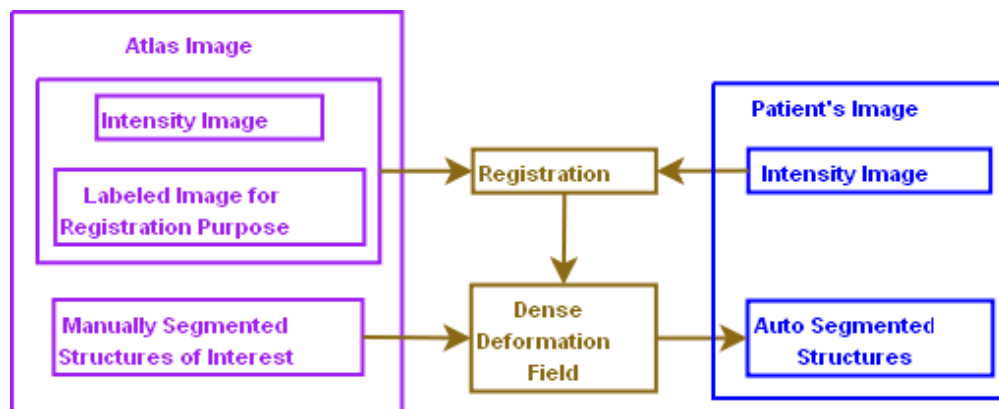 Atlas Image
Intensity Image
Labeled Image for
Registration Purpose
Manually Segmented
Structures of Interest
Registration
Dense
Deformation
Field
Patient's Image
Intensity Image
Auto Segmented
Structures